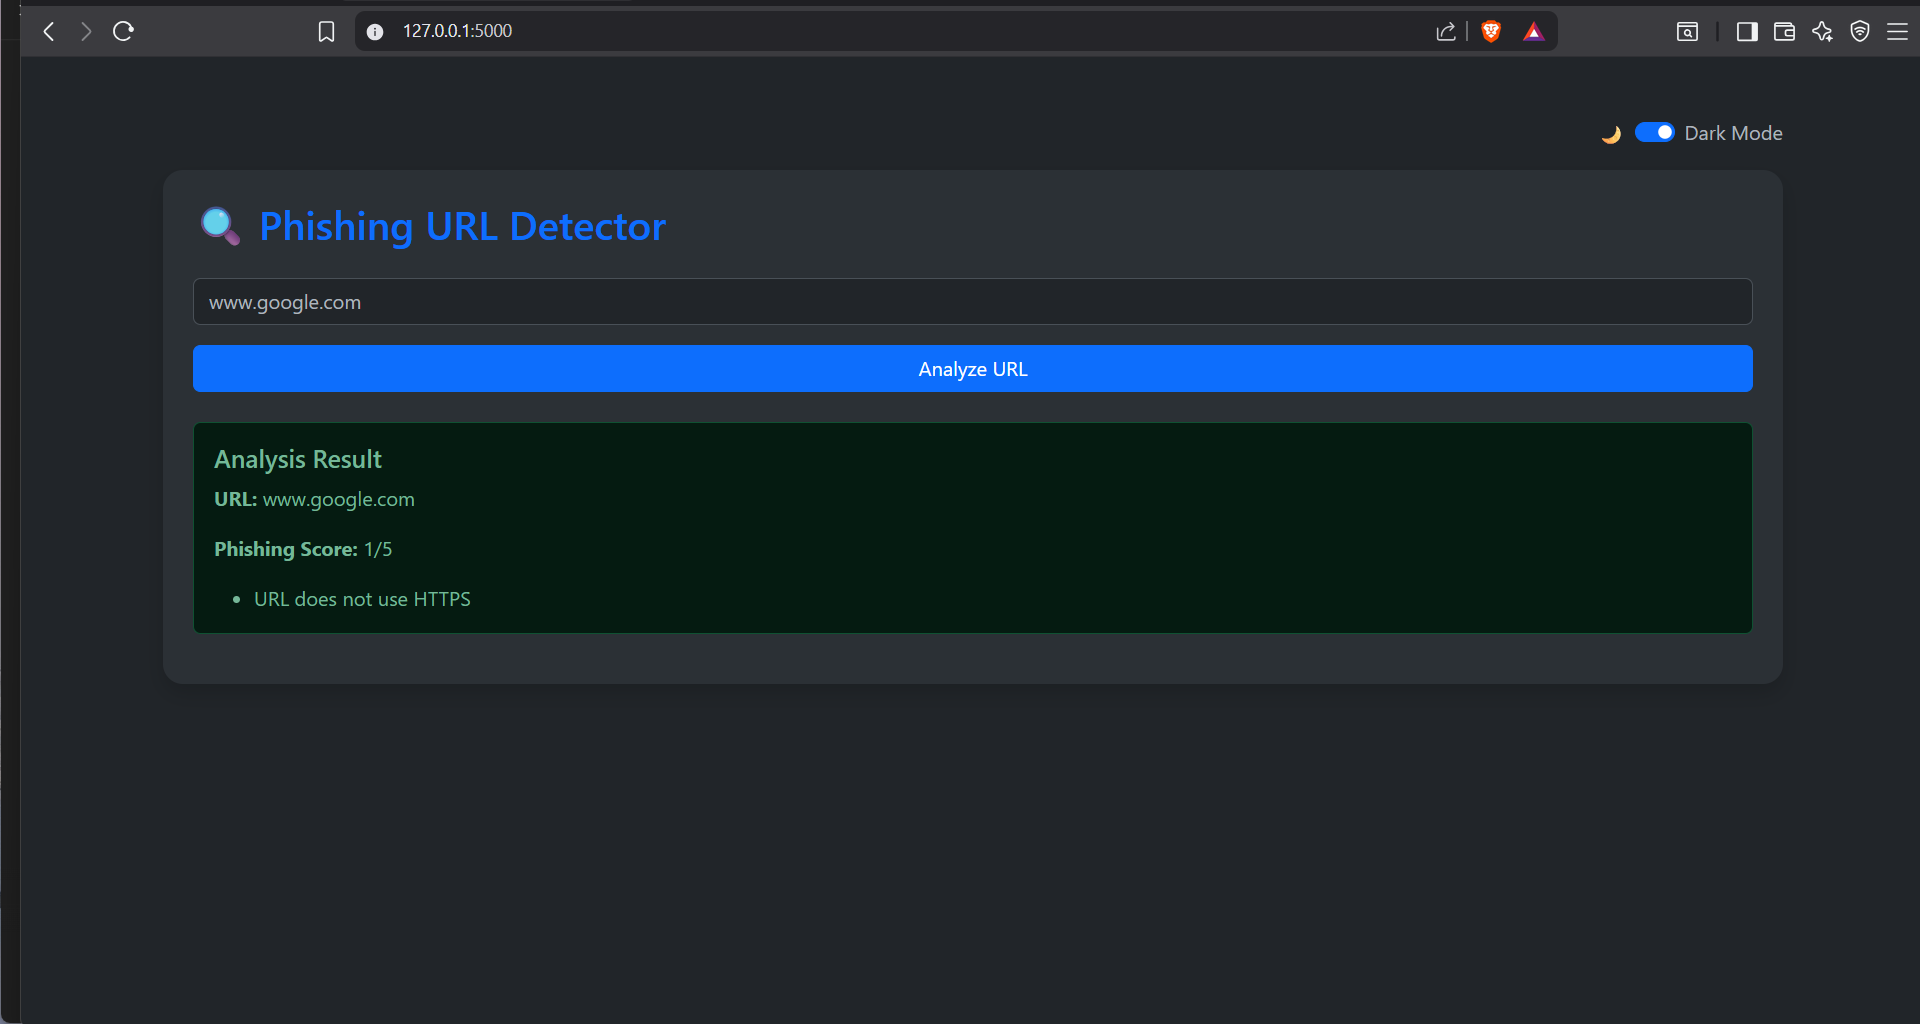 127.0.0.1:5000
Dark Mode
Phishing URL Detector
www.google.com
Analyze URL
Analysis Result
URL: www.google.com
Phishing Score: 1/5
• URL does not use HTTPS